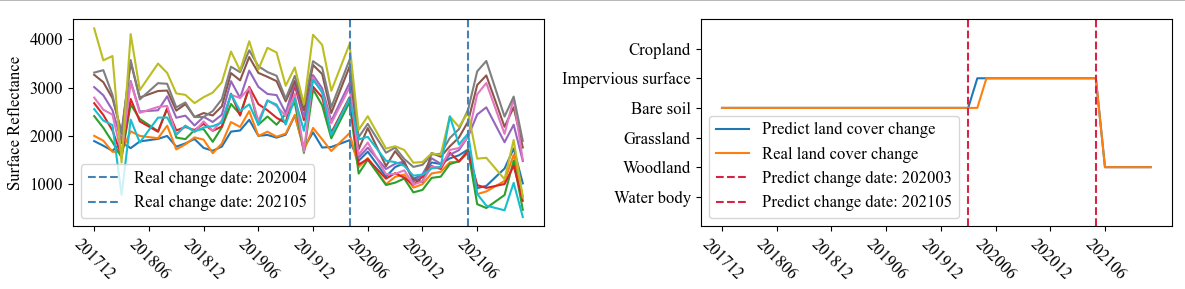 Surface Reflectance
4000
3000
2000
1000
Real change date: 202004
Real change date: 202105
201712
201806
201812
201906
201912
202006
202012
202106
Cropland
Impervious surface
Bare soil
Grassland
Woodland
Water body
Predict land cover change
Real land cover change
Predict change date: 202003
Predict change date: 202105
201712
201806
201812
201906
201912
202006
202012
202106